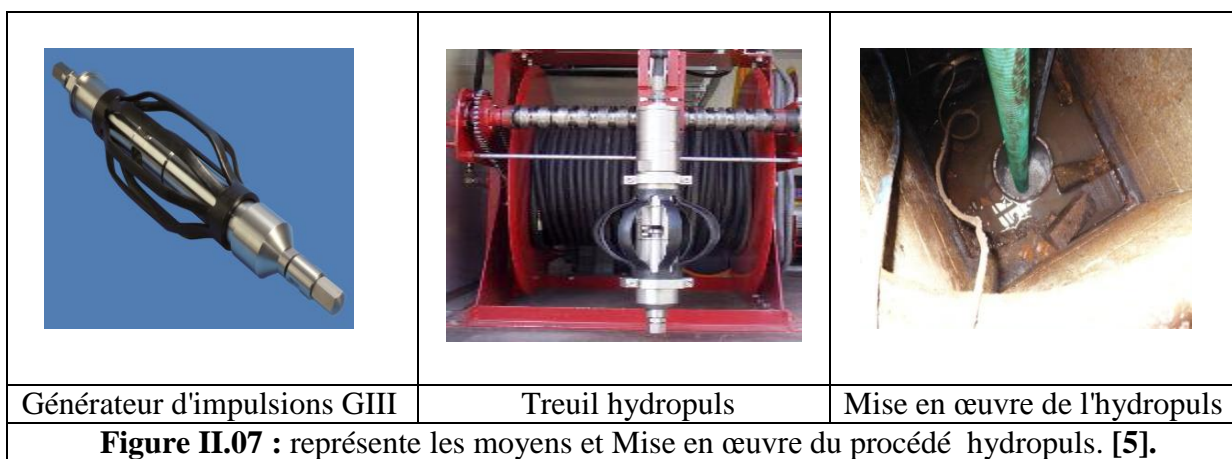 Générateur d'impulsions GIII
Treuil hydropuls
Mise en œuvre de l'hydropuls
Figure II.07 : représente les moyens et Mise en œuvre du procédé hydropuls. [5].